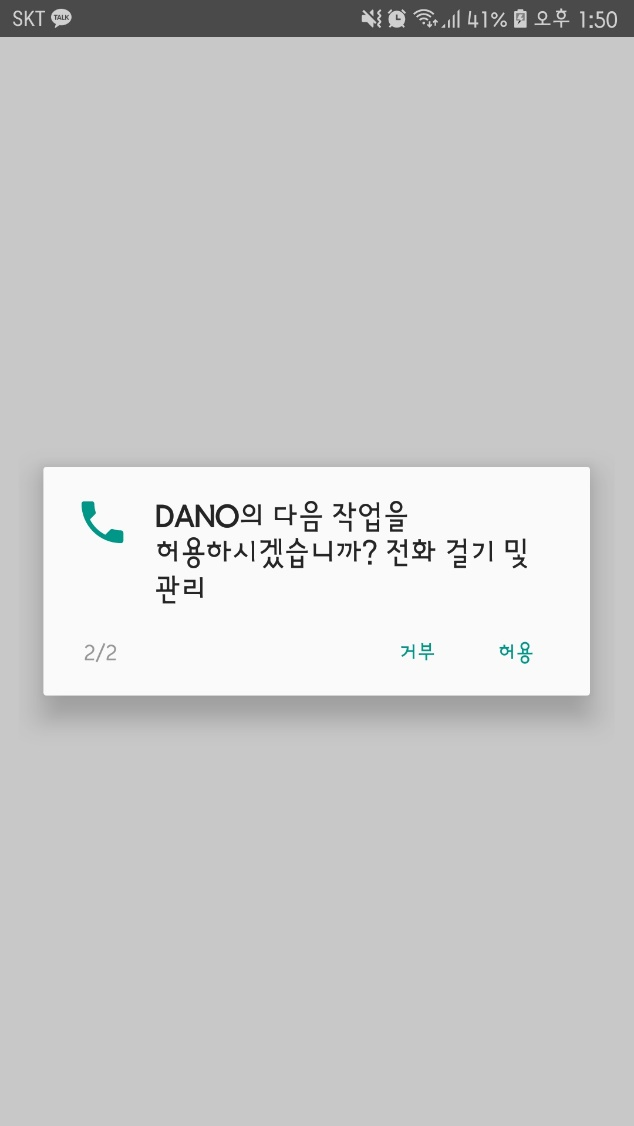 SKT TALK 41% 오후 1:50
DANO의 다음 작업을
허용하시겠습니까? 전화 걸기 및
관리
2/2 거부 허용